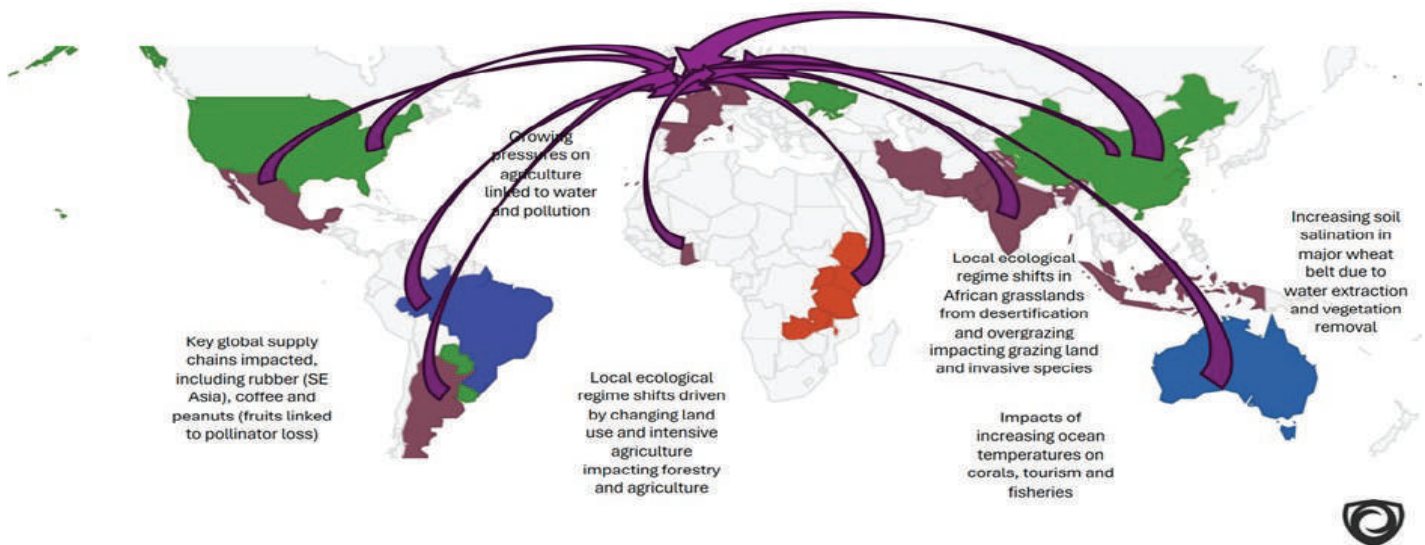 Growing
pressures on
agriculture
linked to water
and pollution
Key global supply
chains impacted,
including rubber (SE
Asia), coffee and
peanuts (fruits linked
to pollinator loss)
Local ecological
regime shifts driven
by changing land
use and intensive
agriculture
impacting forestry
and agriculture
Local ecological
regime shifts in
African grasslands
from desertification
and overgrazing
impacting grazing land
and invasive species
Impacts of
increasing ocean
temperatures on
corals, tourism and
fisheries
Increasing soil
salination in
major wheat
belt due to
water extraction
and vegetation
removal